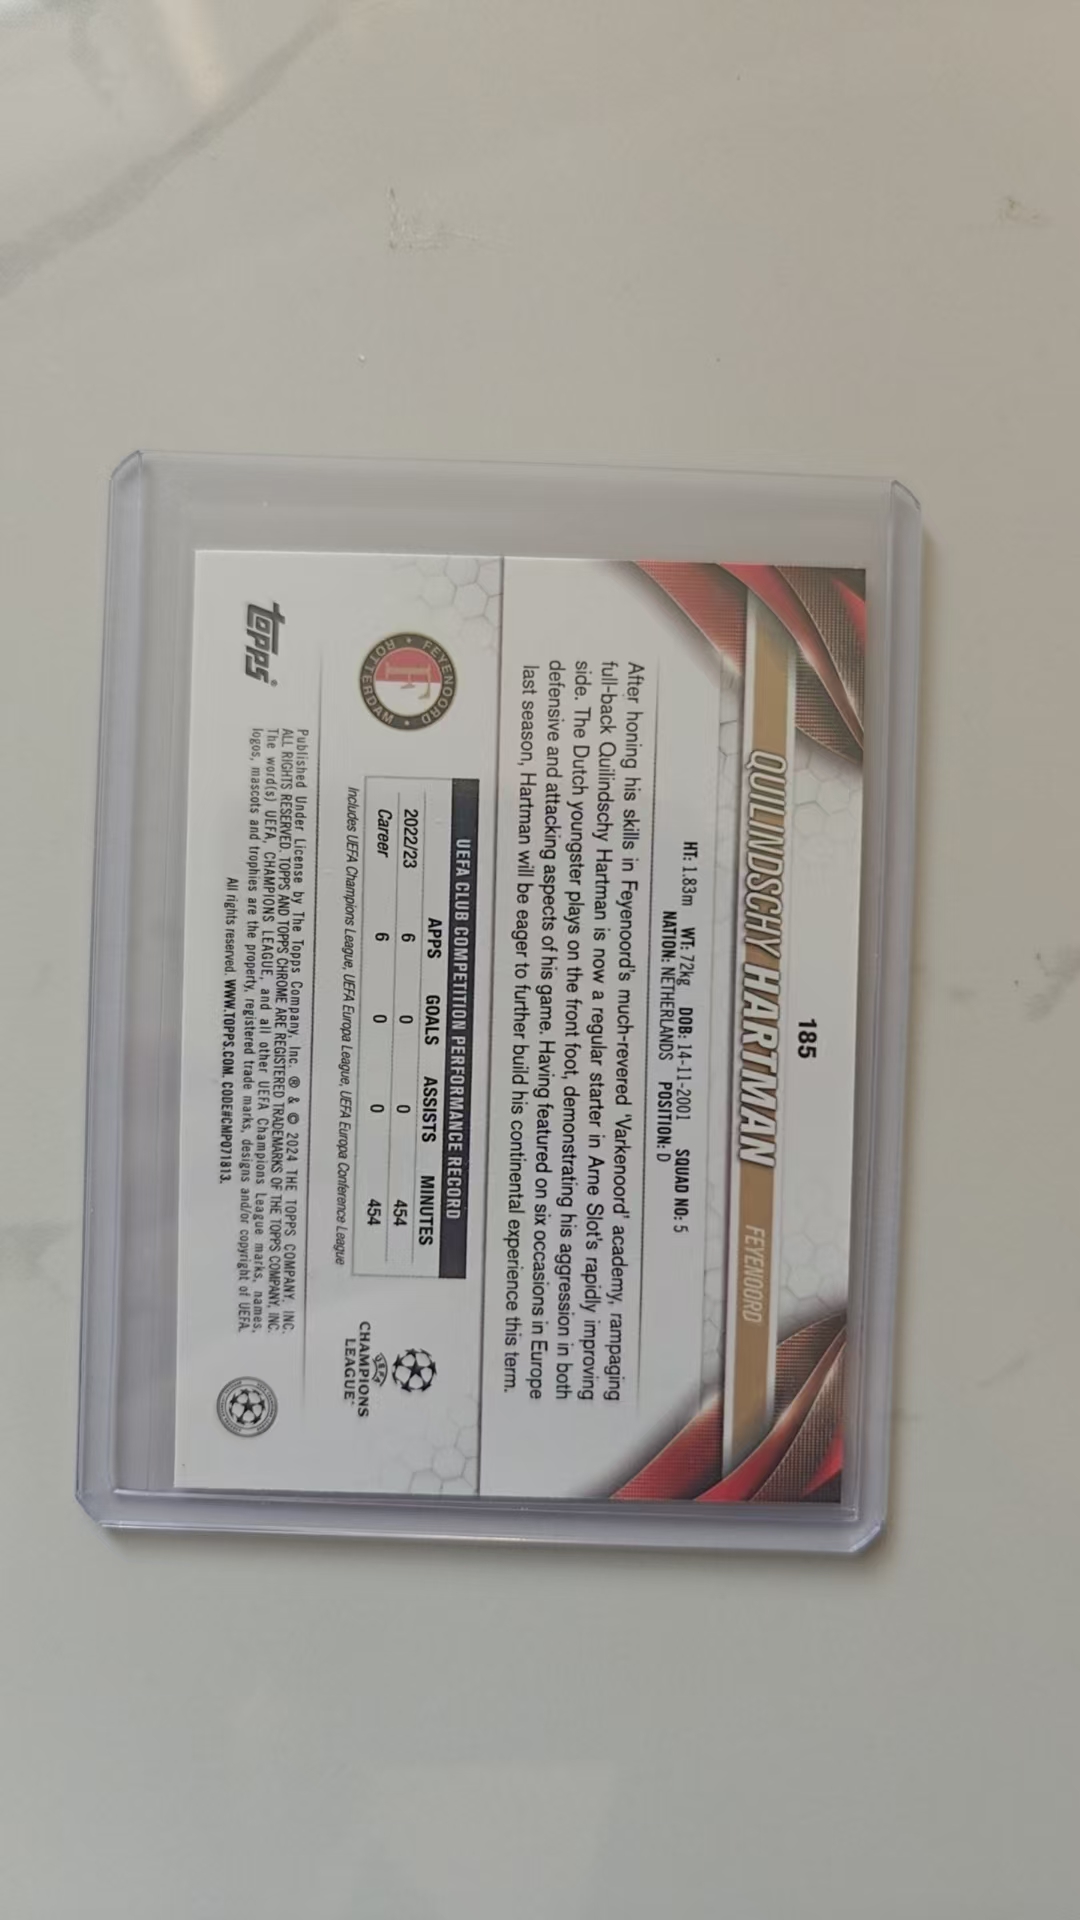 185
QUILINDSCHY HARTMAN FEYENOORD
HT: 1.83m WT: 72kg DOB: 14-11-2001 SQUAD NO: 5
NATION: NETHERLANDS POSITION: D
After honing his skills in Feyenoord's much-revered 'Varkenoord' academy, rampaging
full-back Quilindschy Hartman is now a regular starter in Arne Slot's rapidly improving
side. The Dutch youngster plays on the front foot, demonstrating his aggression in both
defensive and attacking aspects of his game. Having featured on six occasions in Europe
last season, Hartman will be eager to further build his continental experience this term.
FEYENOORD
ROTTERDAM
F
UEFA CLUB COMPETITION PERFORMANCE RECORD
APPS GOALS ASSISTS MINUTES
2022/23 6 0 0 454
Career 6 0 0 454
Includes UEFA Champions League, UEFA Europa League, UEFA Europa Conference League
UEFA
CHAMPIONS
LEAGUE
topps®
Published Under License by The Topps Company, Inc. ® & © 2024 THE TOPPS COMPANY, INC.
ALL RIGHTS RESERVED. TOPPS AND TOPPS CHROME ARE REGISTERED TRADEMARKS OF THE TOPPS COMPANY, INC.
The word(s) UEFA, CHAMPIONS LEAGUE, and all other UEFA Champions League marks, names,
logos, mascots and trophies are the property, registered trade marks, designs and/or copyright of UEFA.
All rights reserved. WWW.TOPPS.COM. CODE#CMP071813.